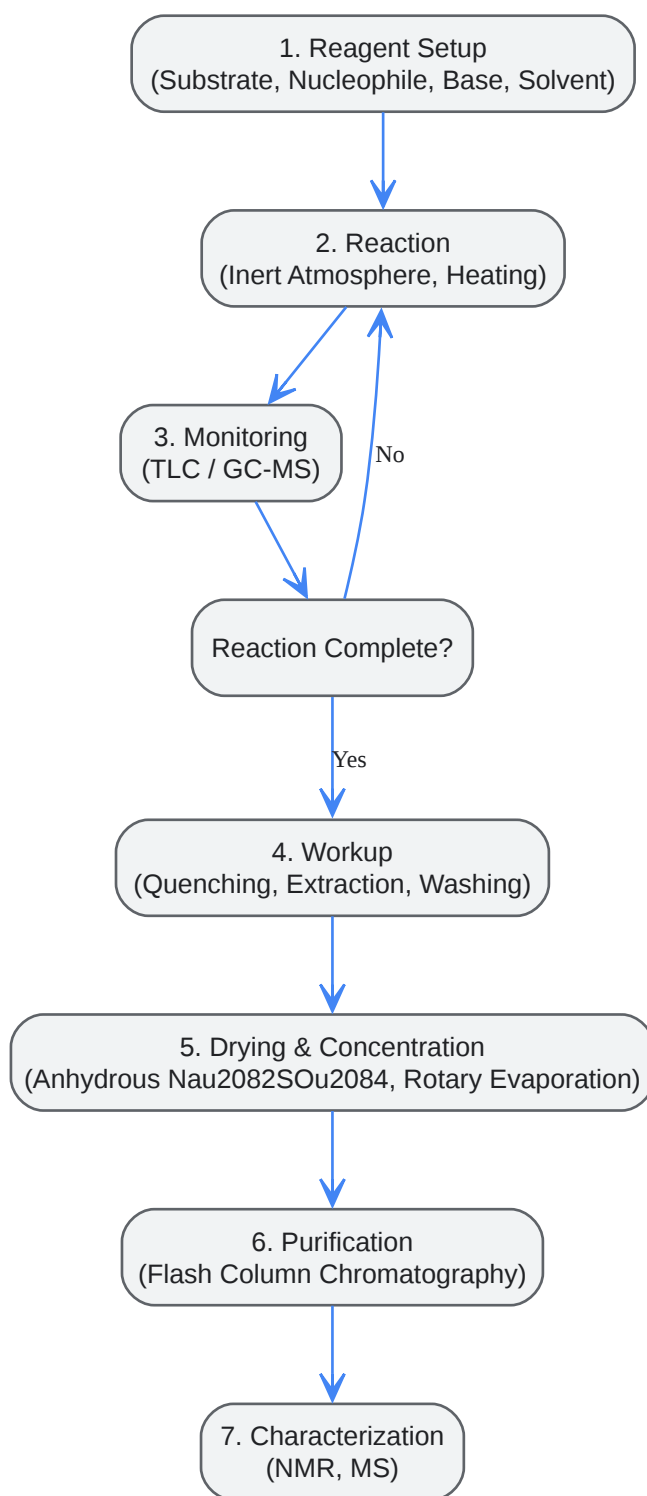 1. Reagent Setup
(Substrate, Nucleophile, Base, Solvent)
2. Reaction
(Inert Atmosphere, Heating)
3. Monitoring
(TLC / GC-MS)
No
Reaction Complete?
Yes
4. Workup
(Quenching, Extraction, Washing)
5. Drying & Concentration
(Anhydrous Nau2082SOu2084, Rotary Evaporation)
6. Purification
(Flash Column Chromatography)
7. Characterization
(NMR, MS)